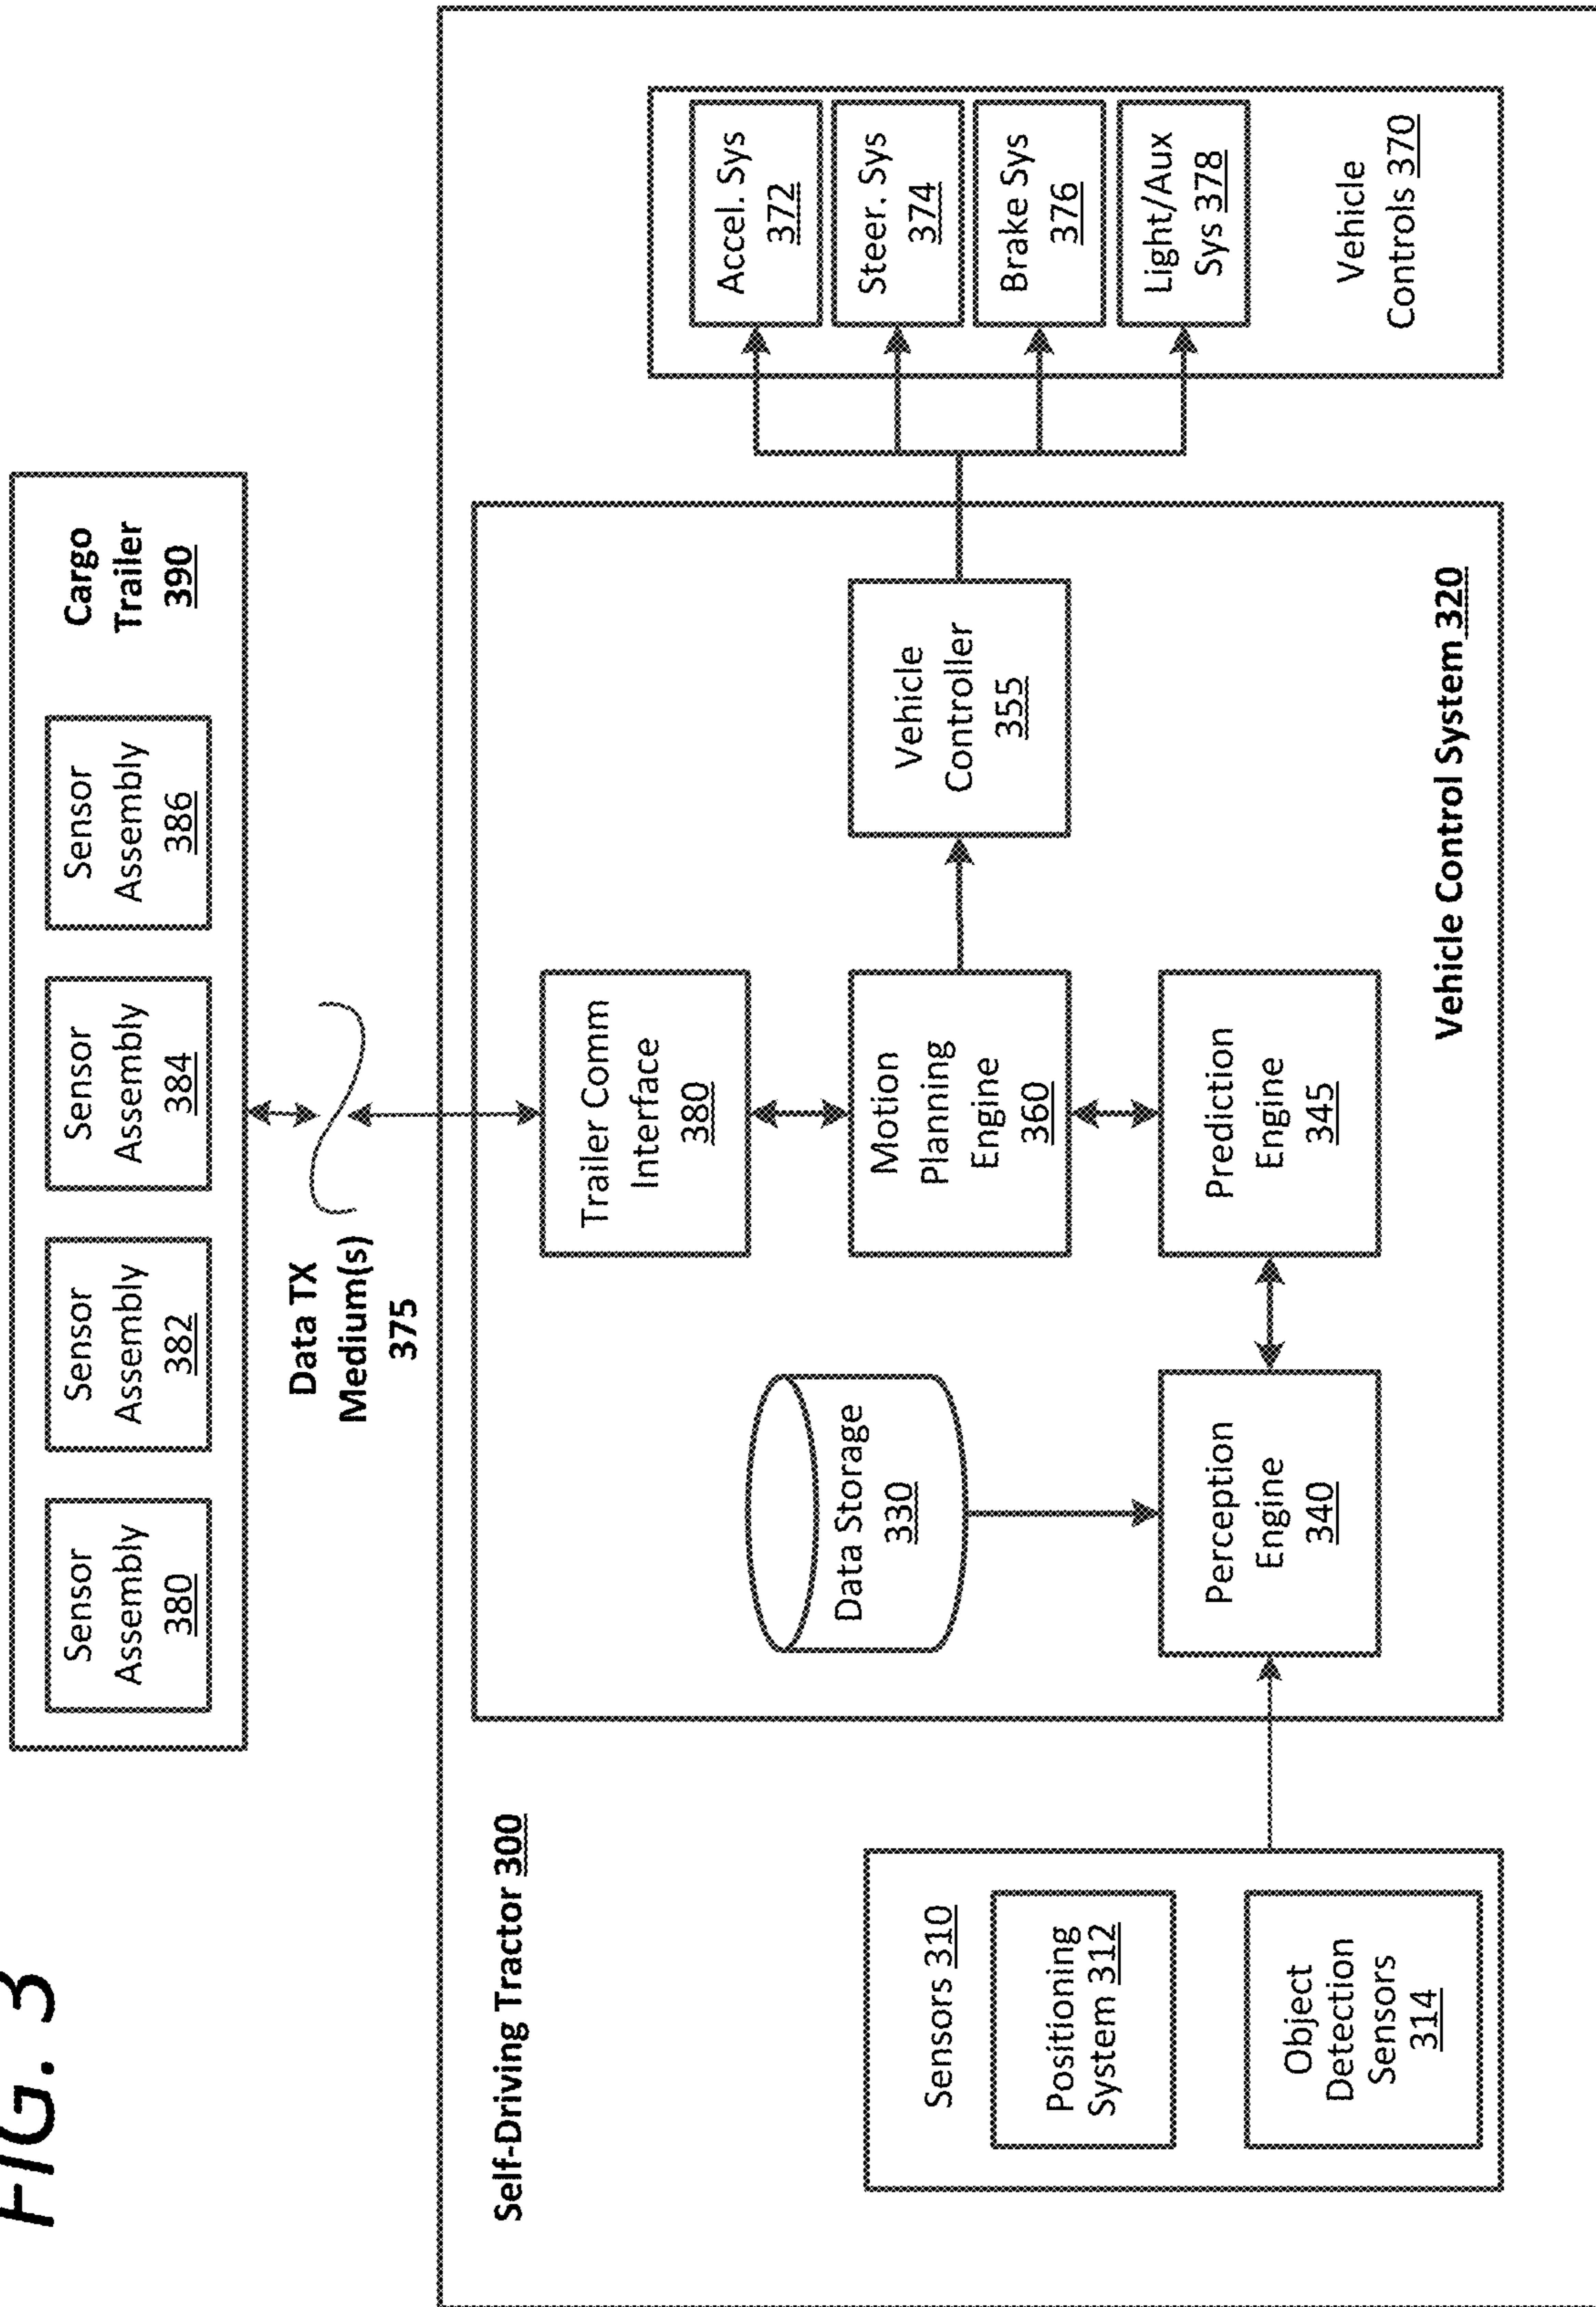 FIG. 3
Sensor
Assembly
380
Sensor
Assembly
382
Sensor
Assembly
384
Sensor
Assembly
386
Cargo
Trailer
390
Data TX
Medium(s)
375
Self-Driving Tractor 300
Sensors 310
Positioning
System 312
Object
Detection
Sensors
314
Data Storage
330
Perception
Engine
340
Trailer Comm
Interface
380
Motion
Planning
Engine
360
Prediction
Engine
345
Vehicle
Controller
355
Vehicle Control System 320
Accel. Sys
372
Steer. Sys
374
Brake Sys
376
Light/Aux
Sys 378
Vehicle
Controls 370